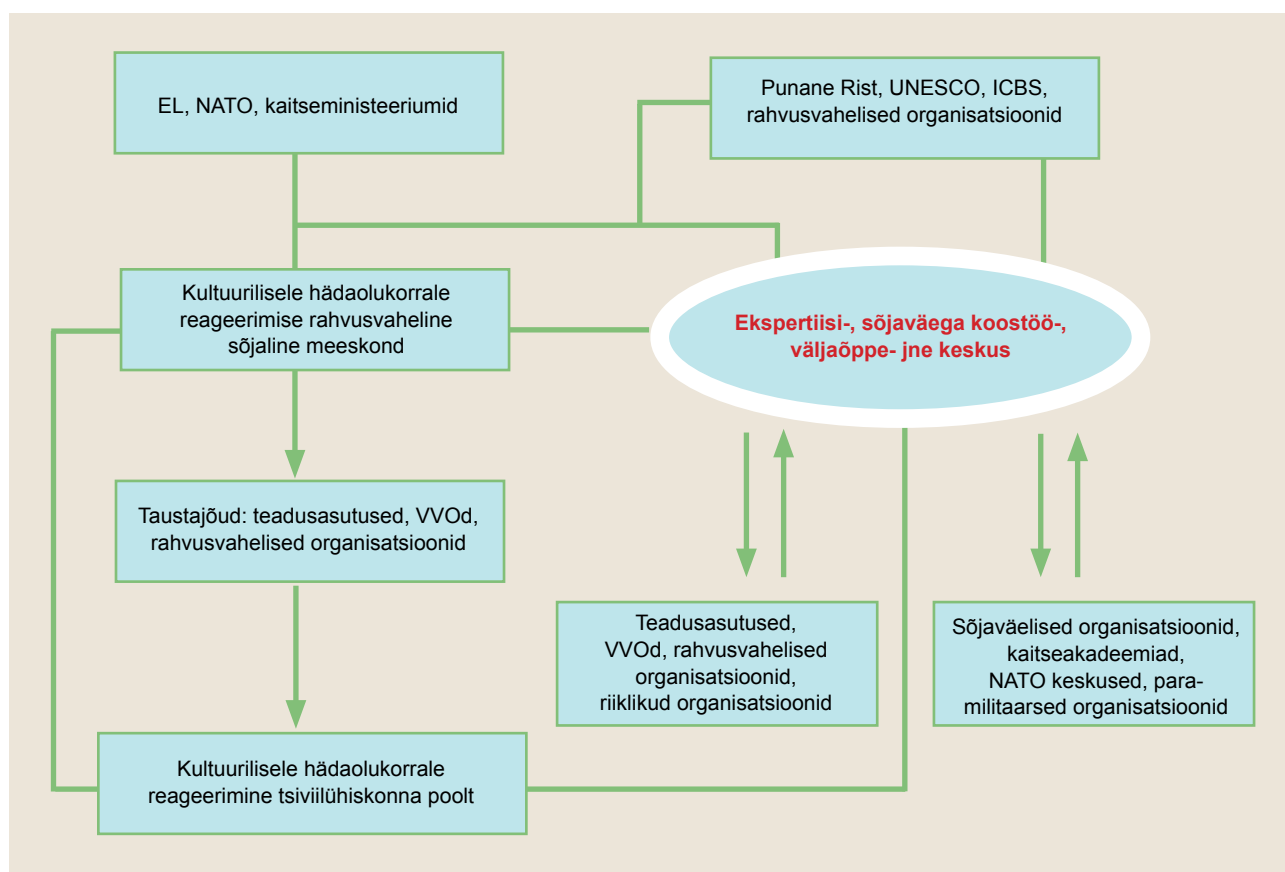 EL, NATO, kaitseministeeriumid
Punane Rist, UNESCO, ICBS,
rahvusvahelised organisatsioonid
Kultuurilisele hädaolukorrale
reageerimise rahvusvaheline
sõjaline meeskond
Ekspertiisi-, sõjaväega koostöö-,
väljaõppe- jne keskus
Taustajõud: teadusasutused, VVOd,
rahvusvahelised organisatsioonid
Teadusasutused,
VVOd, rahvusvahelised
organisatsioonid,
riiklikud organisatsioonid
Sõjaväelised organisatsioonid,
kaitseakadeemiad,
NATO keskused, para-
militaarsed organisatsioonid
Kultuurilisele hädaolukorrale
reageerimine tsiviilühiskonna poolt